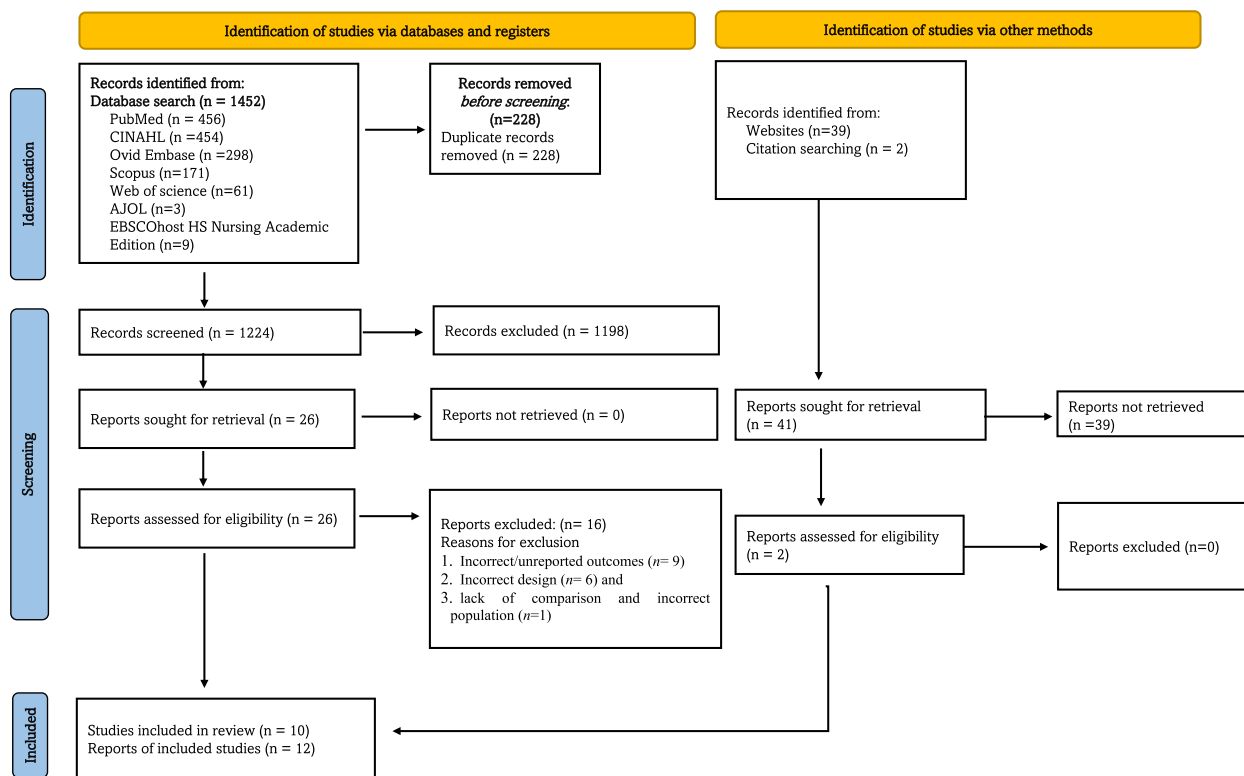 Identification of studies via databases and registers
Identification of studies via other methods
Identification
Records identified from:
Database search (n = 1452)
PubMed (n = 456)
CINAHL (n=454)
Ovid Embase (n =298)
Scopus (n=171)
Web of science (n=61)
AJOL (n=3)
EBSCOhost HS Nursing Academic
Edition (n=9)
Records removed
before screening:
(n=228)
Duplicate records
removed (n = 228)
Records identified from:
Websites (n=39)
Citation searching (n = 2)
Screening
Records screened (n = 1224)
Records excluded (n = 1198)
Reports sought for retrieval (n = 26)
Reports not retrieved (n = 0)
Reports sought for retrieval
(n = 41)
Reports not retrieved
(n =39)
Reports assessed for eligibility (n = 26)
Reports excluded: (n= 16)
Reasons for exclusion
1. Incorrect/unreported outcomes (n= 9)
2. Incorrect design (n= 6) and
3. lack of comparison and incorrect
population (n=1)
Reports assessed for eligibility
(n = 2)
Reports excluded (n=0)
Included
Studies included in review (n = 10)
Reports of included studies (n = 12)